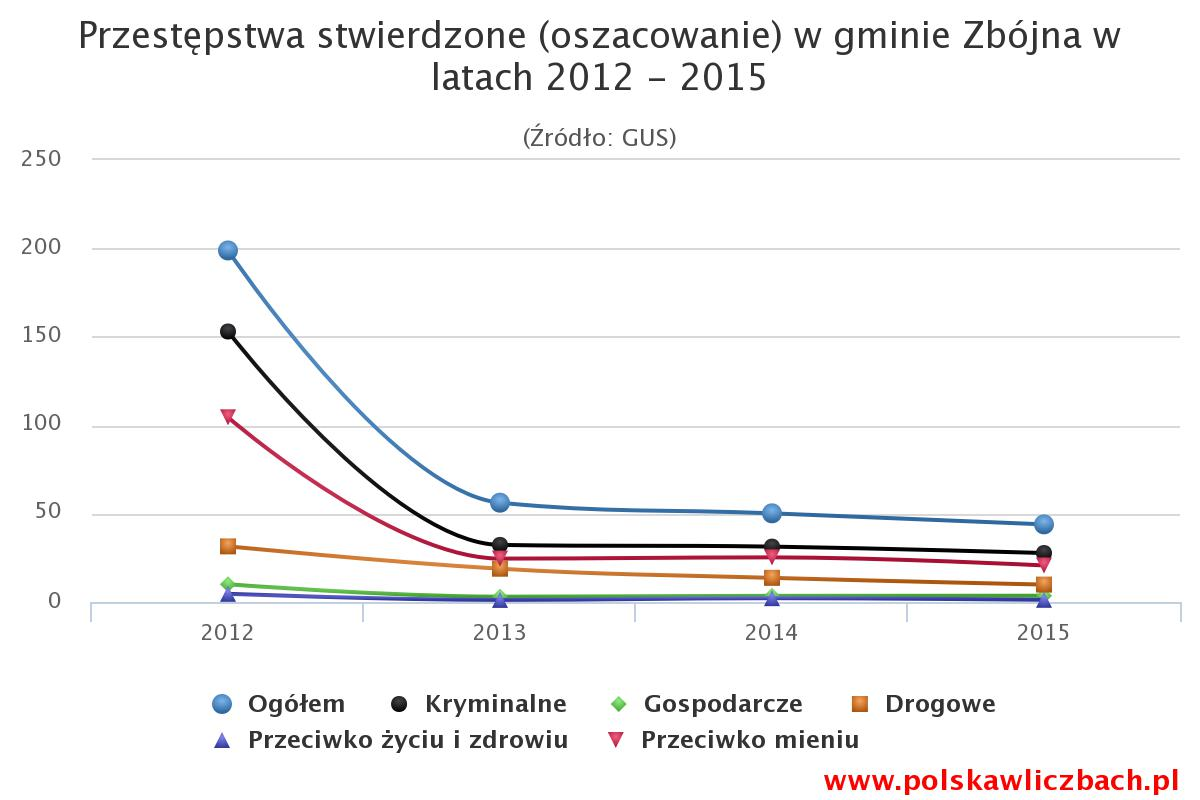 Przestępstwa stwierdzone (oszacowanie) w gminie Zbójna w
latach 2012 – 2015
(Źródło: GUS)
250
200
150
100
50
0
2012 2013 2014 2015
Ogółem Kryminalne Gospodarcze Drogowe
Przeciwko życiu i zdrowiu Przeciwko mieniu
www.polskawliczbach.pl